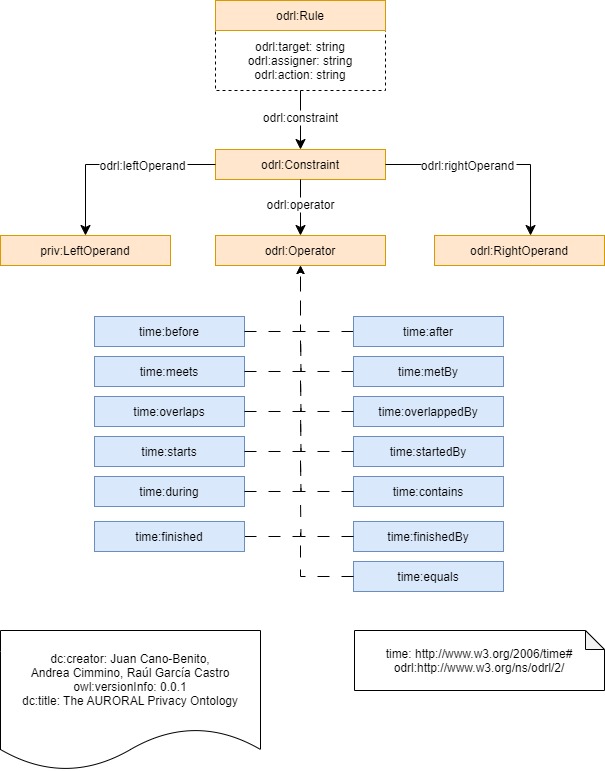 odrl:Rule
odrl:target: string
odrl:assigner: string
odrl:action: string
odrl:constraint
odrl:leftOperand
odrl:Constraint
odrl:rightOperand
odrl:operator
priv:LeftOperand
odrl:Operator
odrl:RightOperand
time:before
time:after
time:meets
time:metBy
time:overlaps
time:overlappedBy
time:starts
time:startedBy
time:during
time:contains
time:finished
time:finishedBy
time:equals
dc:creator: Juan Cano-Benito,
Andrea Cimmino, Raúl García Castro
owl:versionInfo: 0.0.1
dc:title: The AURORAL Privacy Ontology
time: http://www.w3.org/2006/time#
odrl:http://www.w3.org/ns/odrl/2/